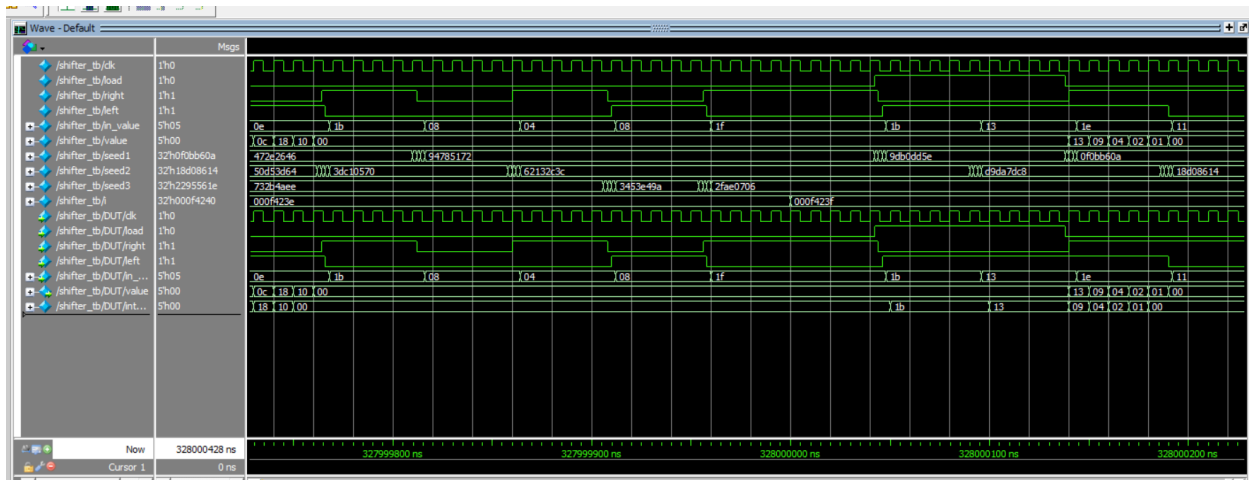 Wave - Default
Msgs
/shifter_tb/clk 1'h0
/shifter_tb/load 1'h0
/shifter_tb/right 1'h1
/shifter_tb/left 1'h1
/shifter_tb/in_value 5'h05 0e 1b 08 04 08 1f 1b 13 1e 11
/shifter_tb/value 5'h00 0c 18 10 00 13 09 04 02 01 00
/shifter_tb/seed1 32'h0f0bb60a 472e2646 94785172 9db0dd5e 0f0bb60a
/shifter_tb/seed2 32'h18d08614 50d53d64 3dc10570 62132c3c d9da7dc8 18d08614
/shifter_tb/seed3 32'h2295561e 732b4aee 3453e49a 2fae0706
/shifter_tb/i 32'h000f4240 000f423e 000f423f
/shifter_tb/DUT/clk 1'h0
/shifter_tb/DUT/load 1'h0
/shifter_tb/DUT/right 1'h1
/shifter_tb/DUT/left 1'h1
/shifter_tb/DUT/in_... 5'h05 0e 1b 08 04 08 1f 1b 13 1e 11
/shifter_tb/DUT/value 5'h00 0c 18 10 00 13 09 04 02 01 00
/shifter_tb/DUT/int... 5'h00 18 10 00 1b 13 09 04 02 01 00
Now 328000428 ns 327999800 ns 327999900 ns 328000000 ns 328000100 ns 328000200 ns
Cursor 1 0 ns